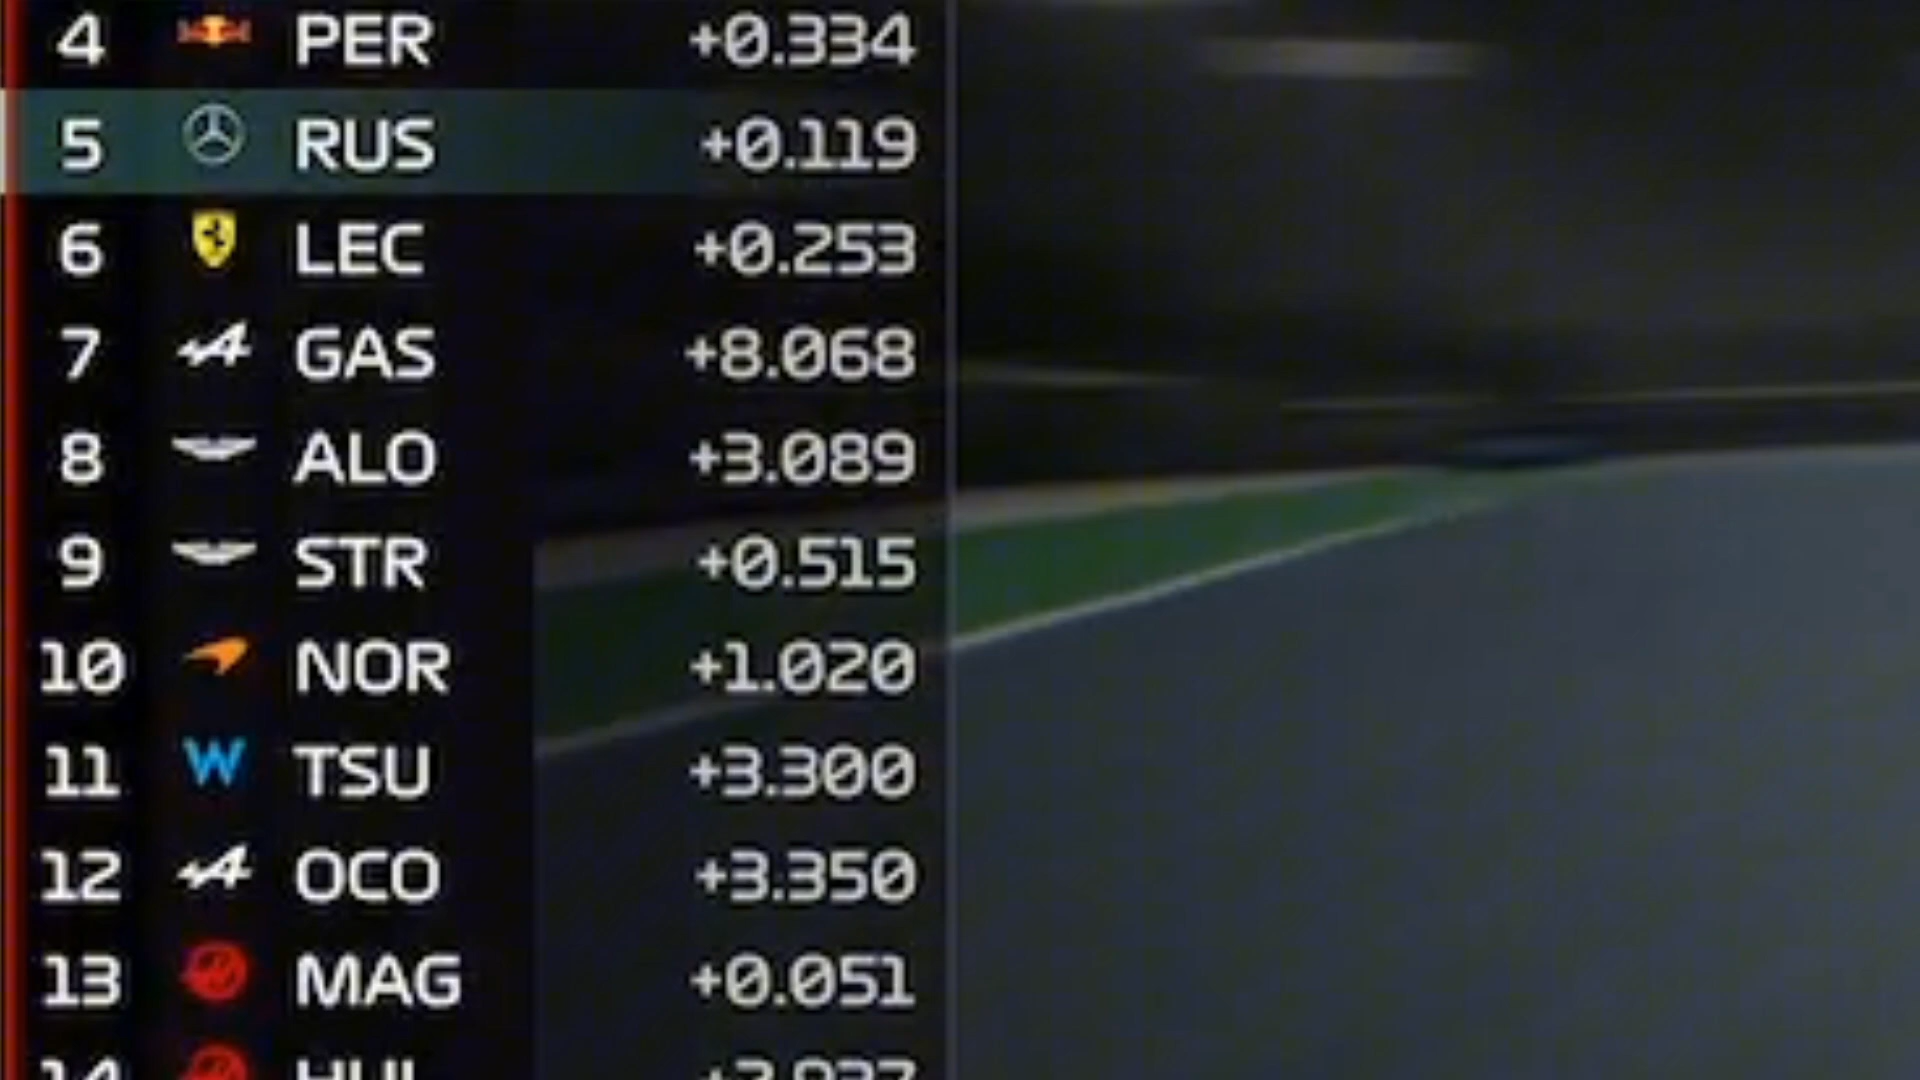 4 PER +0.334
5 RUS +0.119
6 LEC +0.253
7 GAS +8.068
8 ALO +3.089
9 STR +0.515
10 NOR +1.020
11 W TSU +3.300
12 OCO +3.350
13 MAG +0.051
14 HUL